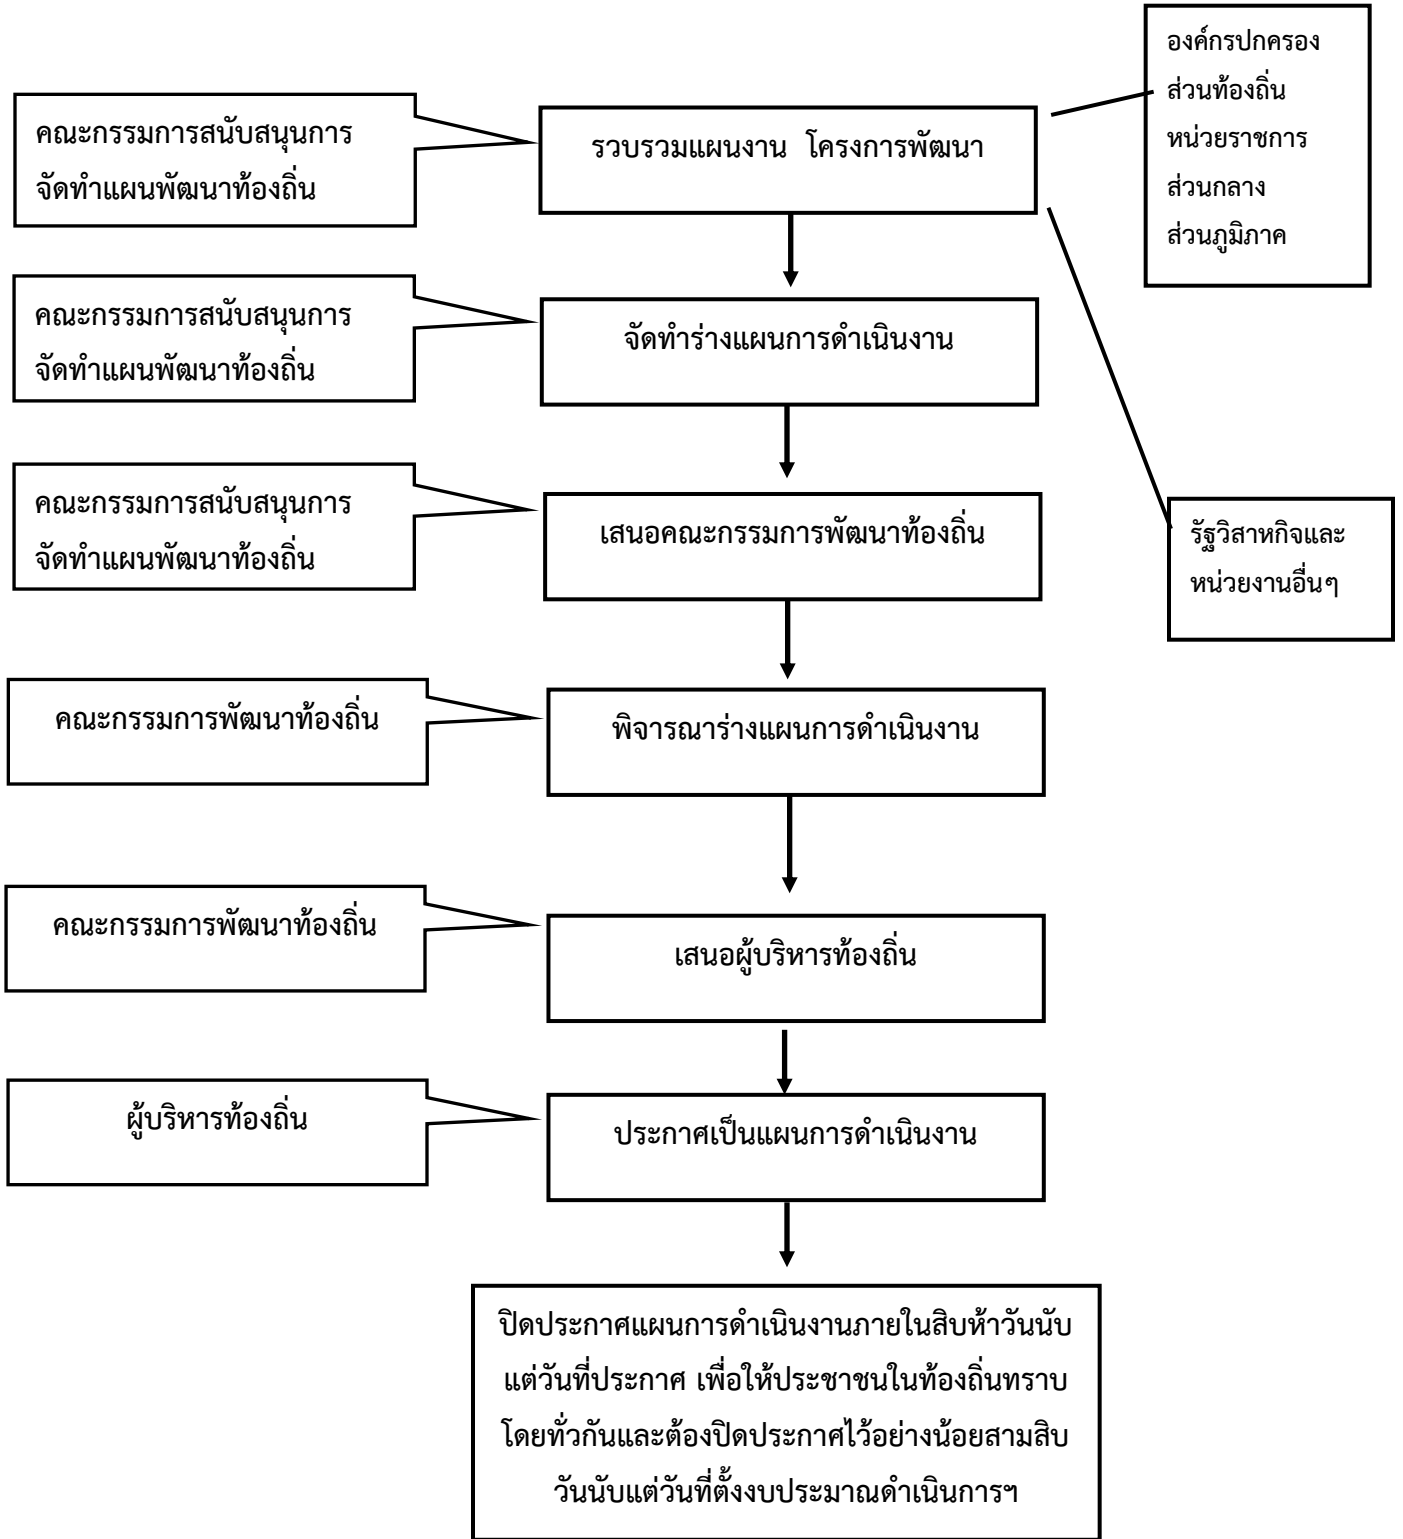 องค์กรปกครอง
ส่วนท้องถิ่น
หน่วยราชการ
ส่วนกลาง
ส่วนภูมิภาค
คณะกรรมการสนับสนุนการ
จัดทำแผนพัฒนาท้องถิ่น
รวบรวมแผนงาน โครงการพัฒนา
คณะกรรมการสนับสนุนการ
จัดทำแผนพัฒนาท้องถิ่น
จัดทำร่างแผนการดำเนินงาน
คณะกรรมการสนับสนุนการ
จัดทำแผนพัฒนาท้องถิ่น
เสนอคณะกรรมการพัฒนาท้องถิ่น
รัฐวิสาหกิจและ
หน่วยงานอื่นๆ
คณะกรรมการพัฒนาท้องถิ่น
พิจารณาร่างแผนการดำเนินงาน
คณะกรรมการพัฒนาท้องถิ่น
เสนอผู้บริหารท้องถิ่น
ผู้บริหารท้องถิ่น
ประกาศเป็นแผนการดำเนินงาน
ปิดประกาศแผนการดำเนินงานภายในสิบห้าวันนับ
แต่วันที่ประกาศ เพื่อให้ประชาชนในท้องถิ่นทราบ
โดยทั่วกันและต้องปิดประกาศไว้อย่างน้อยสามสิบ
วันนับแต่วันที่ตั้งงบประมาณดำเนินการฯ